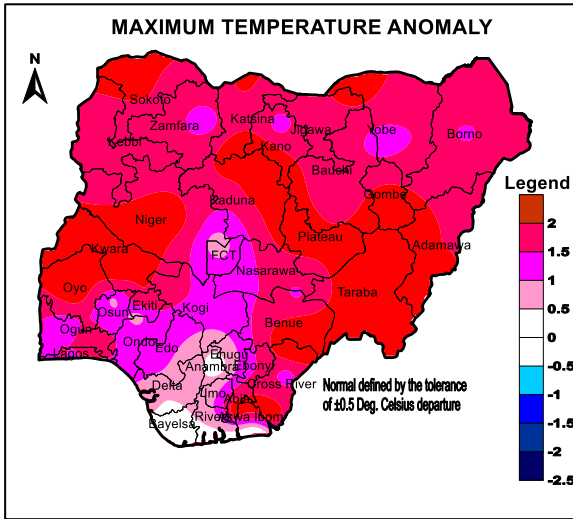 MAXIMUM TEMPERATURE ANOMALY
N
Sokoto
Zamfara
Katsina
Jigawa
Yobe
Borno
Kebbi
Kano
Bauchi
Gombe
Kaduna
Niger
Plateau
Adamawa
Kwara
FCT
Nasarawa
Taraba
Oyo
Osun
Ekiti
Kogi
Ogun
Benue
Lagos
Ondo
Edo
Enugu
Anambra
Ebonyi
Delta
Imo
Abia
Cross River
Bayelsa
Rivers
Akwa Ibom
Normal defined by the tolerance
of ±0.5 Deg. Celsius departure
Legend
2
1.5
1
0.5
0
-0.5
-1
-1.5
-2
-2.5